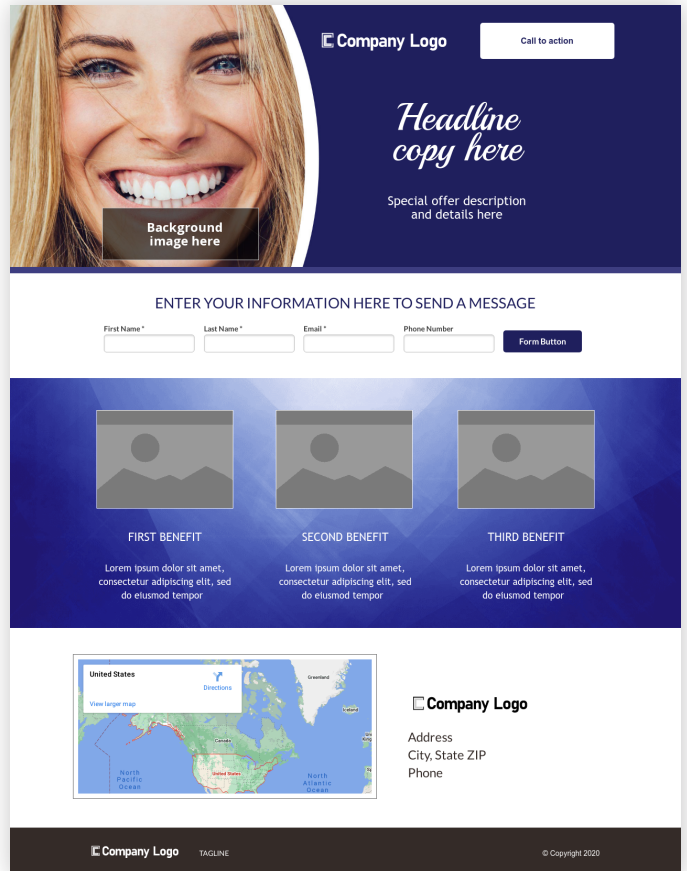 Company Logo
Call to action
Headline
copy here
Special offer description
and details here
Background
image here
ENTER YOUR INFORMATION HERE TO SEND A MESSAGE
First Name *
Last Name *
Email *
Phone Number
Form Button
FIRST BENEFIT
SECOND BENEFIT
THIRD BENEFIT
Lorem ipsum dolor sit amet,
consectetur adipiscing elit, sed
do eiusmod tempor
Lorem ipsum dolor sit amet,
consectetur adipiscing elit, sed
do eiusmod tempor
Lorem ipsum dolor sit amet,
consectetur adipiscing elit, sed
do eiusmod tempor
United States
Directions
View larger map
Greenland
Iceland
Canada
United States
North
Pacific
Ocean
North
Atlantic
Ocean
Company Logo
Address
City, State ZIP
Phone
Company Logo
TAGLINE
© Copyright 2020